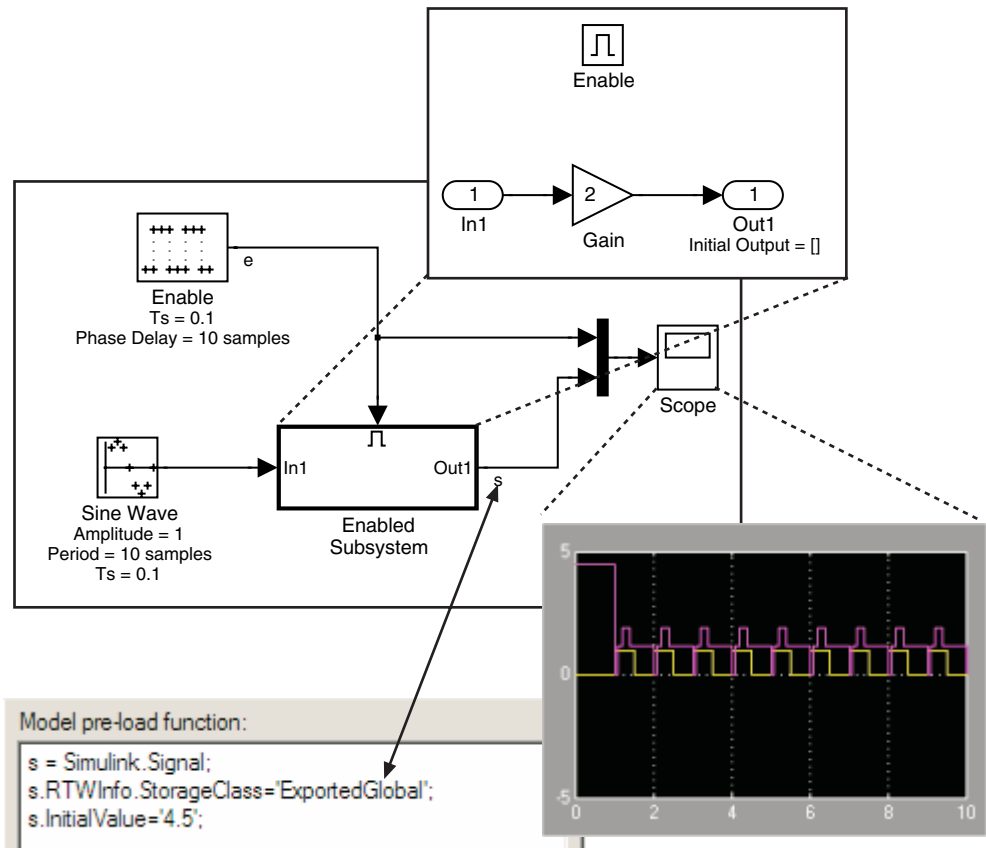 Enable
1
2
1
In1
Gain
Out1
Initial Output = []
Enable
Ts = 0.1
Phase Delay = 10 samples
e
Scope
In1
Out1
s
Enabled
Subsystem
Sine Wave
Amplitude = 1
Period = 10 samples
Ts = 0.1
5
0
-5
0
2
4
6
8
10
Model pre-load function:
s = Simulink.Signal;
s.RTWInfo.StorageClass='ExportedGlobal';
s.InitialValue='4.5';